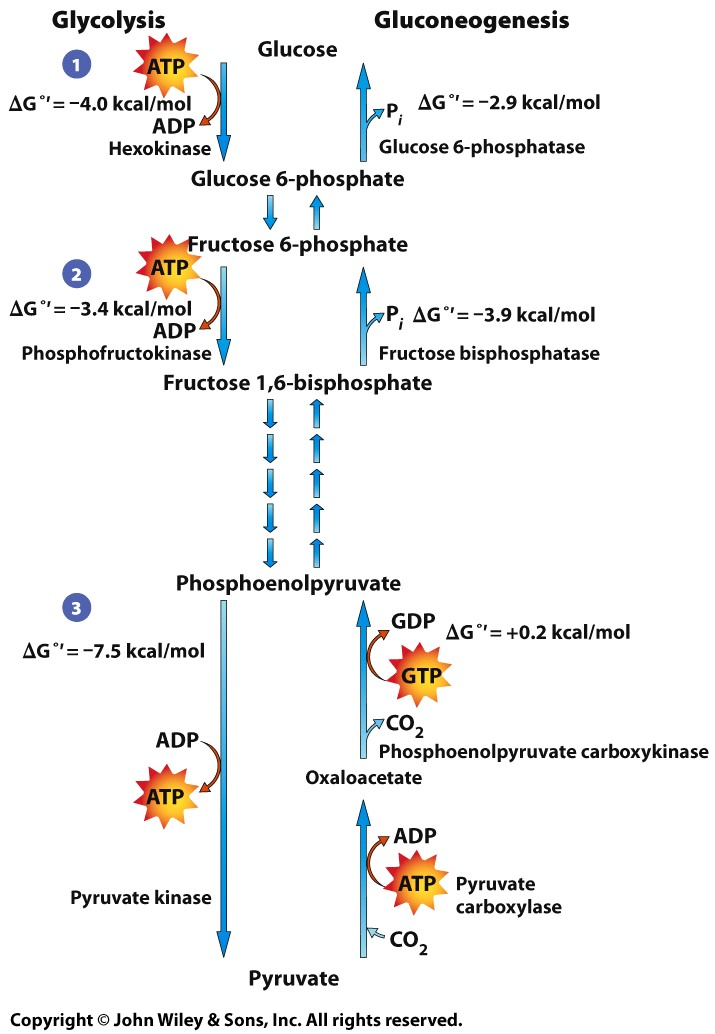 Glycolysis
Gluconeogenesis
Glucose
1
ATP
ΔG°′ = −4.0 kcal/mol
ADP
Hexokinase
Pi
ΔG°′ = −2.9 kcal/mol
Glucose 6-phosphatase
Glucose 6-phosphate
Fructose 6-phosphate
2
ATP
ΔG°′ = −3.4 kcal/mol
ADP
Phosphofructokinase
Pi
ΔG°′ = −3.9 kcal/mol
Fructose bisphosphatase
Fructose 1,6-bisphosphate
Phosphoenolpyruvate
3
ΔG°′ = −7.5 kcal/mol
GDP
ΔG°′ = +0.2 kcal/mol
GTP
CO2
Phosphoenolpyruvate carboxykinase
ADP
ATP
Oxaloacetate
ADP
ATP
Pyruvate
carboxylase
Pyruvate kinase
CO2
Pyruvate
Copyright © John Wiley & Sons, Inc. All rights reserved.